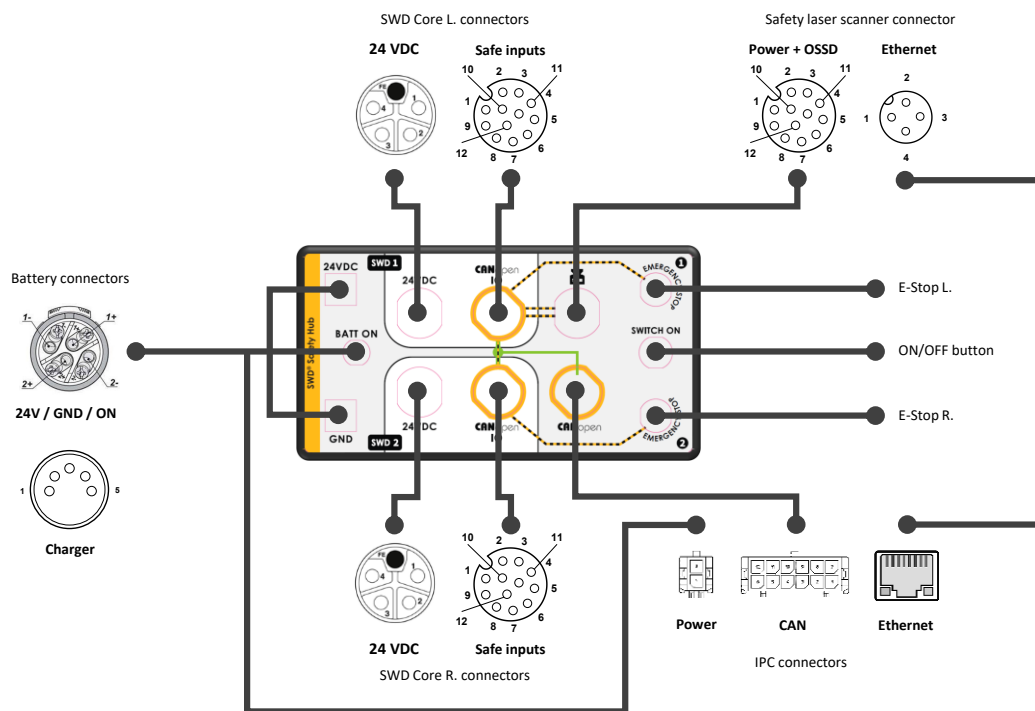 SWD Core L. connectors
24 VDC
Safe inputs
FE
1
2
3
4
10
2
3
11
1
4
9
5
12
8
7
6
Safety laser scanner connector
Power + OSSD
Ethernet
10
2
3
11
1
4
9
5
12
8
7
6
2
1
3
4
Battery connectors
1-
1+
2+
2-
24V / GND / ON
1
5
Charger
SWD® Safety Hub
24VDC
SWD 1
24VDC
CANopen
IO
EMERGENCY STOP
1
BATT ON
SWITCH ON
GND
SWD 2
24VDC
CANopen
IO
CANopen
EMERGENCY STOP
2
E-Stop L.
ON/OFF button
E-Stop R.
FE
1
2
3
4
24 VDC
10
2
3
11
1
4
9
5
12
8
7
6
Safe inputs
SWD Core R. connectors
Power
CAN
Ethernet
IPC connectors